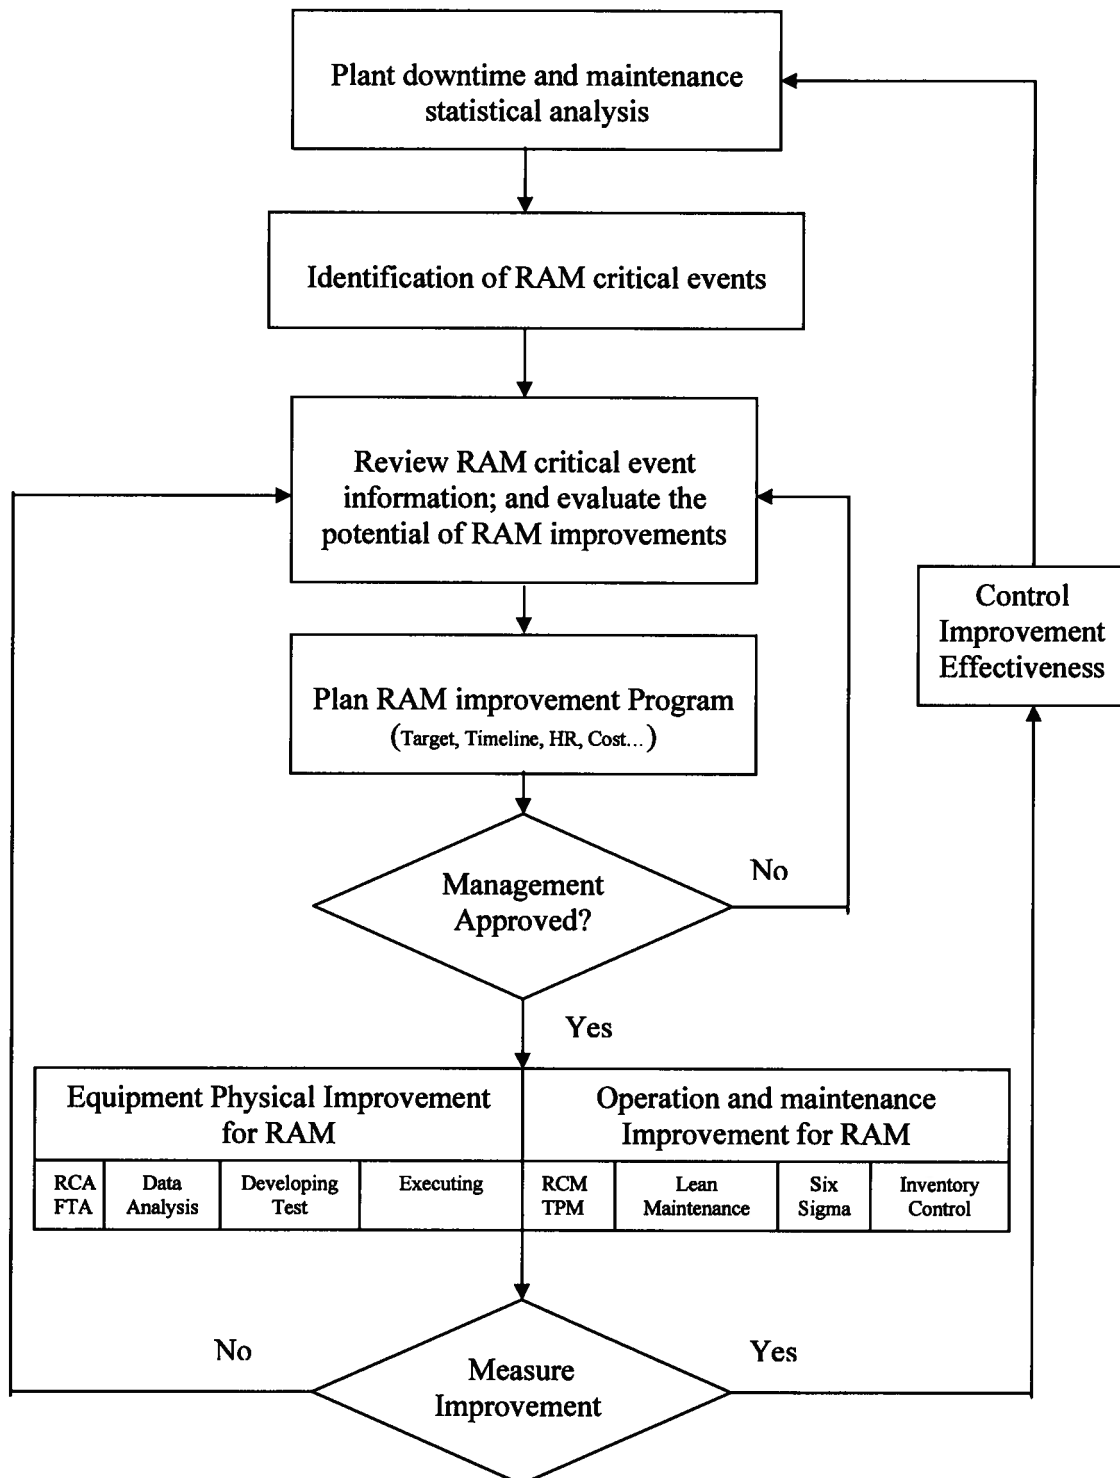 Plant downtime and maintenance
statistical analysis
Identification of RAM critical events
Review RAM critical event
information; and evaluate the
potential of RAM improvements
Control
Improvement
Effectiveness
Plan RAM improvement Program
(Target, Timeline, HR, Cost...)
No
Management
Approved?
Yes
Equipment Physical Improvement
for RAM
Operation and maintenance
Improvement for RAM
RCA
FTA
Data
Analysis
Developing
Test
Executing
RCM
TPM
Lean
Maintenance
Six
Sigma
Inventory
Control
No
Yes
Measure
Improvement